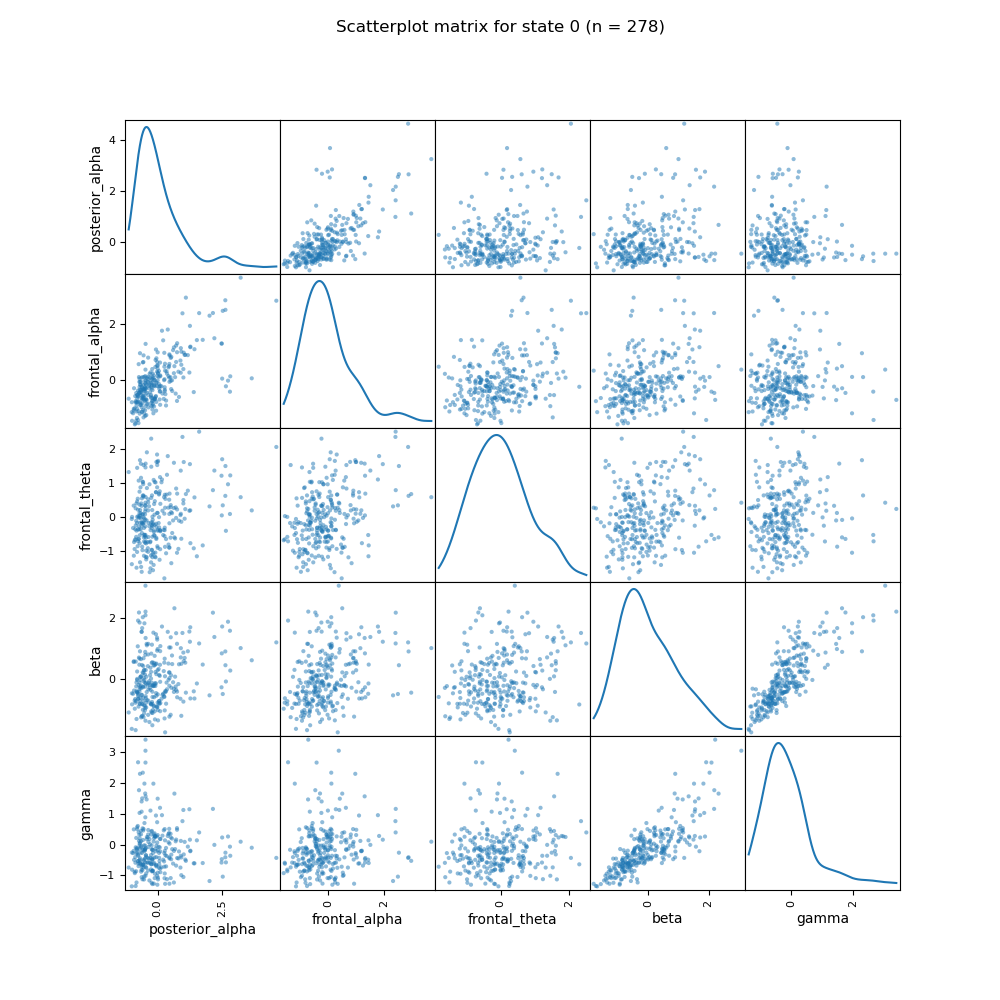 Scatterplot matrix for state 0 (n = 278)
posterior_alpha
4
2
0
frontal_alpha
2
0
frontal_theta
2
1
0
−1
beta
2
0
gamma
3
2
1
0
−1
0.0 2.5 0 2 0 2 0 2 0 2
posterior_alpha frontal_alpha frontal_theta beta gamma